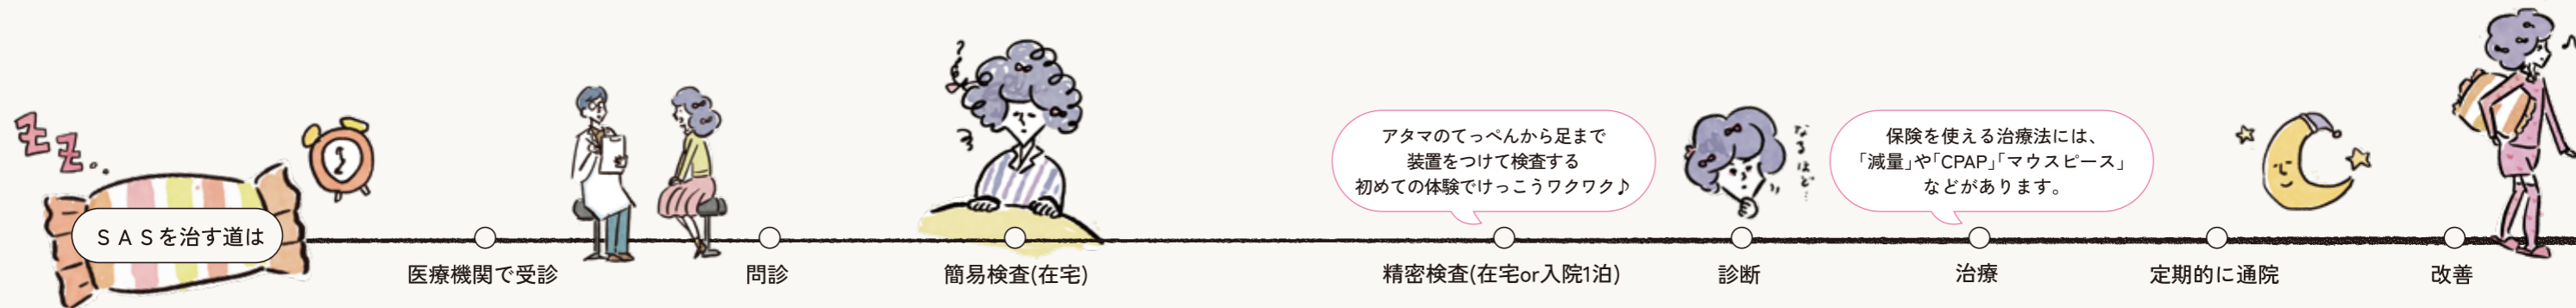 ZZ..
ＳＡＳを治す道は
医療機関で受診
問診
簡易検査(在宅)
アタマのてっぺんから足まで
装置をつけて検査する
初めての体験でけっこうワクワク♪
精密検査(在宅or入院1泊)
なるほど…
診断
保険を使える治療法には、
「減量」や「CPAP」「マウスピース」
などがあります。
治療
定期的に通院
改善